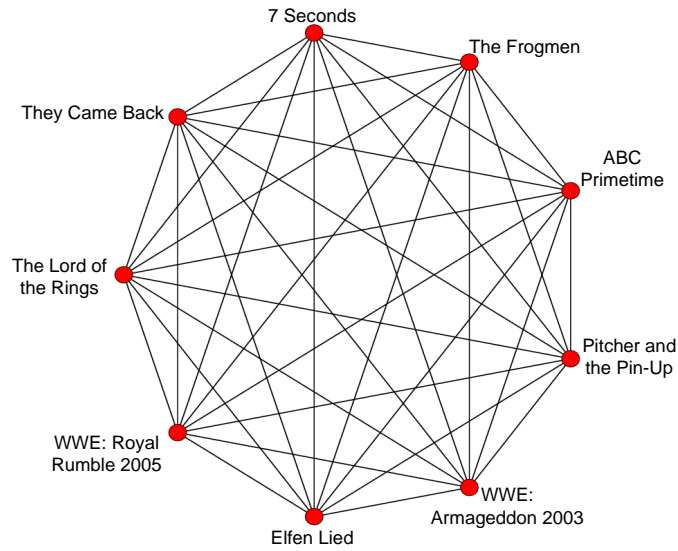 7 Seconds
The Frogmen
They Came Back
ABC
Primetime
The Lord of
the Rings
Pitcher and
the Pin-Up
WWE: Royal
Rumble 2005
WWE:
Armageddon 2003
Elfen Lied